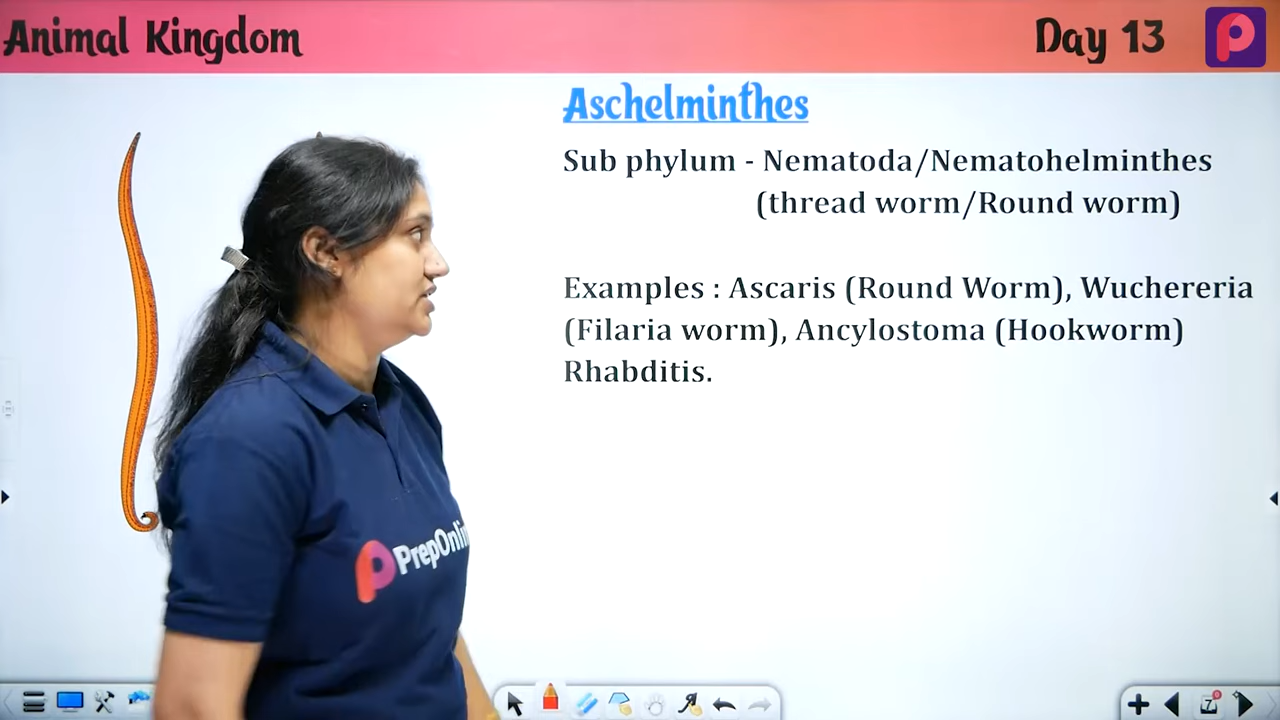 Animal Kingdom
Day 13
Aschelminthes
Sub phylum - Nematoda/Nematohelminthes
(thread worm/Round worm)
Examples : Ascaris (Round Worm), Wuchereria
(Filaria worm), Ancylostoma (Hookworm)
Rhabditis.
PrepOnlin